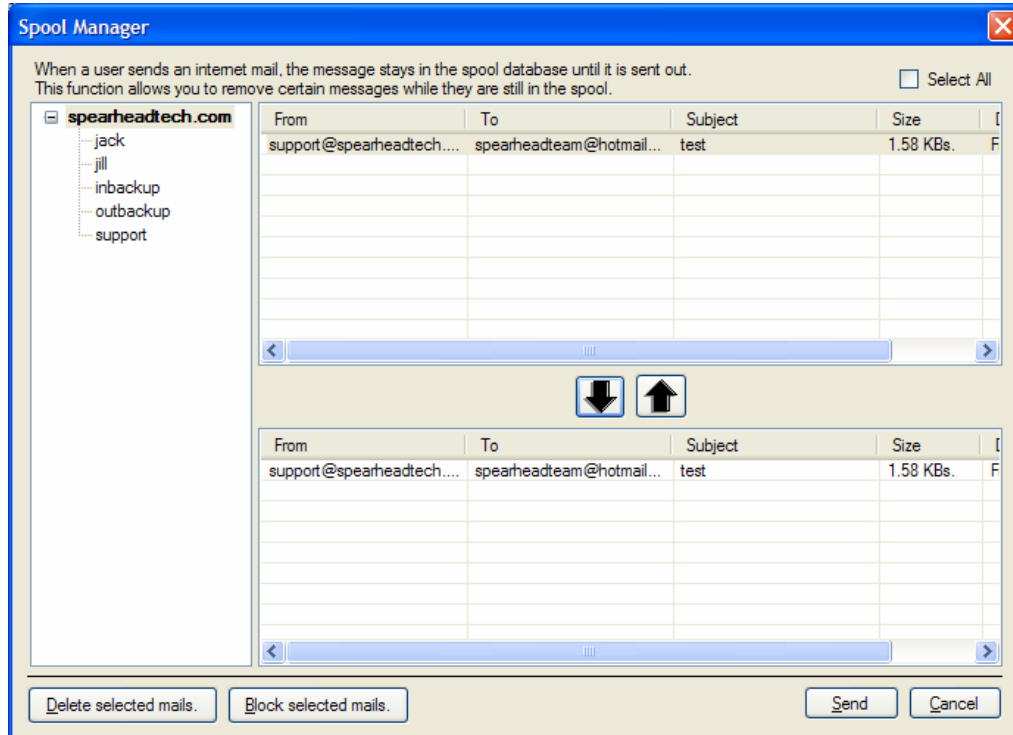 Spool Manager
When a user sends an internet mail, the message stays in the spool database until it is sent out.
This function allows you to remove certain messages while they are still in the spool.
Select All
spearheadtech.com
jack
jill
inbackup
outbackup
support
From To Subject Size
support@spearheadtech.... spearheadteam@hotmail... test 1.58 KBs. F
From To Subject Size
support@spearheadtech.... spearheadteam@hotmail... test 1.58 KBs. F
Delete selected mails. Block selected mails. Send Cancel